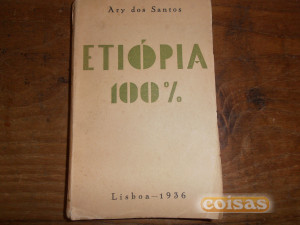 Ary dos Santos
ETIÓPIA
100%
Lisboa—1936
coisas